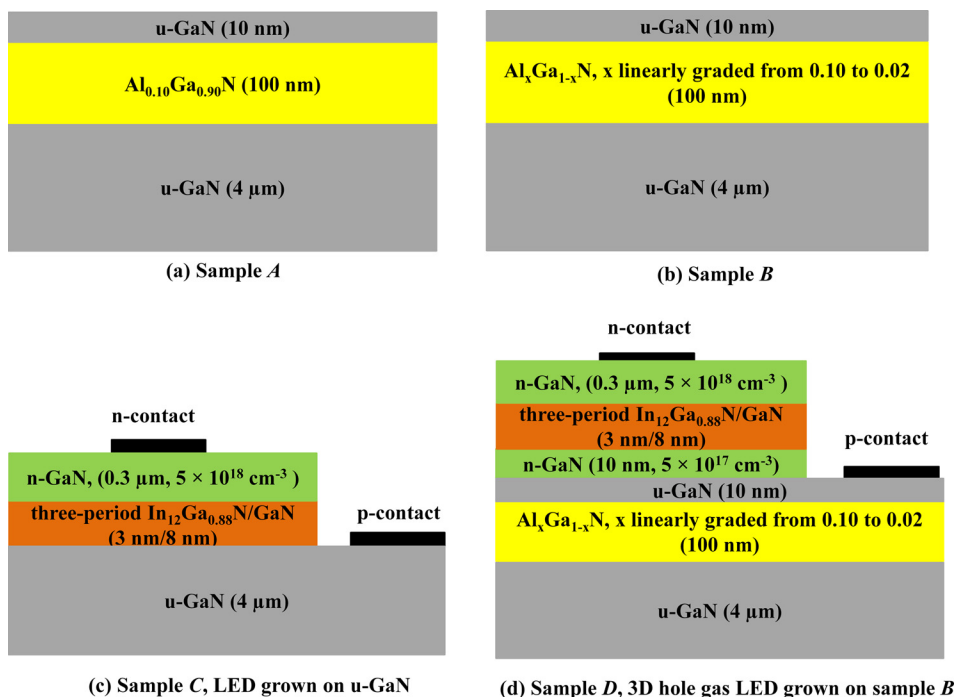 u-GaN (10 nm)
Al0.10Ga0.90N (100 nm)
u-GaN (4 µm)
(a) Sample A
u-GaN (10 nm)
AlxGa1-xN, x linearly graded from 0.10 to 0.02
(100 nm)
u-GaN (4 µm)
(b) Sample B
n-contact
n-GaN, (0.3 µm, 5 × 10^18 cm^-3 )
three-period In12Ga0.88N/GaN
(3 nm/8 nm)
p-contact
u-GaN (4 µm)
(c) Sample C, LED grown on u-GaN
n-contact
n-GaN, (0.3 µm, 5 × 10^18 cm^-3 )
three-period In12Ga0.88N/GaN
(3 nm/8 nm)
n-GaN (10 nm, 5 × 10^17 cm^-3)
p-contact
u-GaN (10 nm)
AlxGa1-xN, x linearly graded from 0.10 to 0.02
(100 nm)
u-GaN (4 µm)
(d) Sample D, 3D hole gas LED grown on sample B